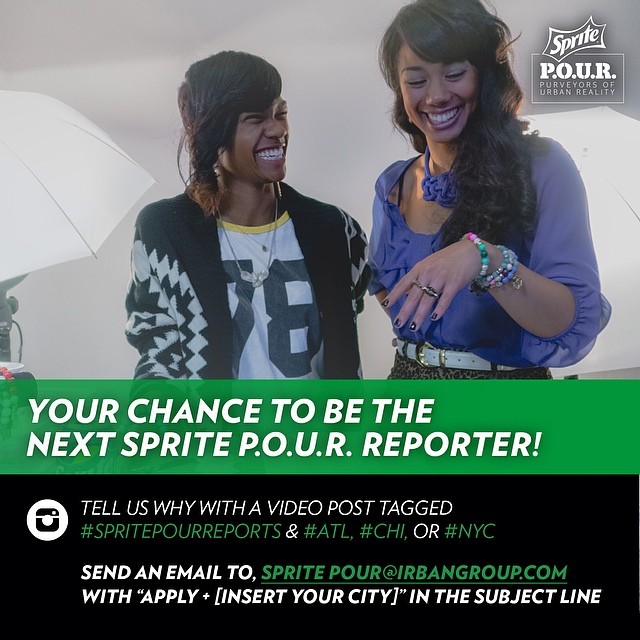 Sprite
P.O.U.R.
PURVEYORS OF
URBAN REALITY
78
YOUR CHANCE TO BE THE
NEXT SPRITE P.O.U.R. REPORTER!
TELL US WHY WITH A VIDEO POST TAGGED
#SPRITEPOURREPORTS & #ATL, #CHI, OR #NYC
SEND AN EMAIL TO, SPRITE POUR@IRBANGROUP.COM
WITH “APPLY + [INSERT YOUR CITY]” IN THE SUBJECT LINE